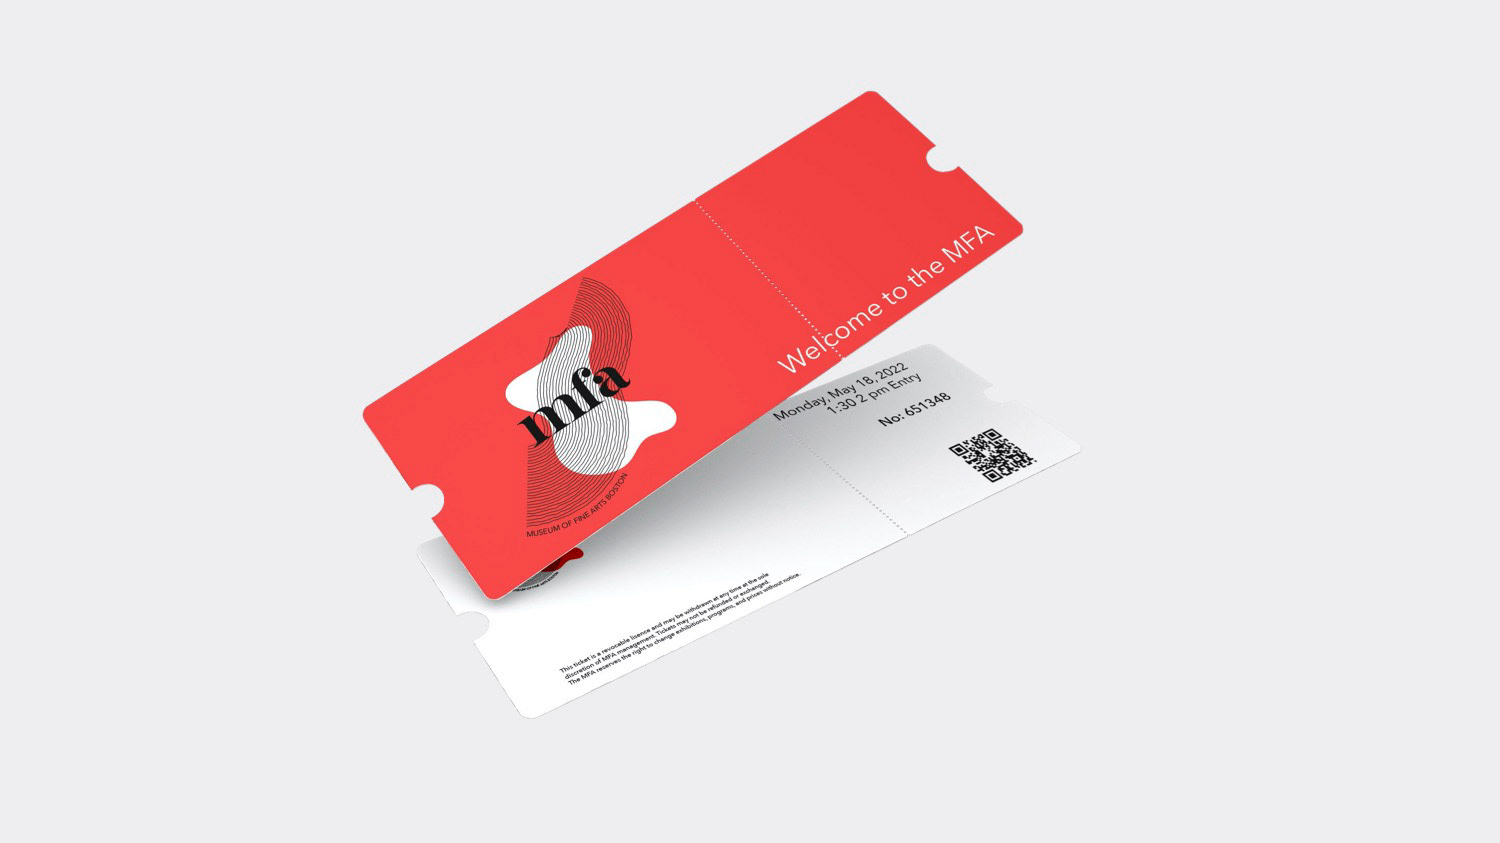 Welcome to the MFA
mfa
MUSEUM OF FINE ARTS BOSTON
Monday, May 18, 2022
1:30 2 pm Entry
No: 651348
This ticket is a revocable lisence and may be withdrawn at any time at the sole
discretion of MFA management. Tickets may not be refunded or exchanged.
The MFA reserves the right to change exhibitions, programs, and prices without notice.